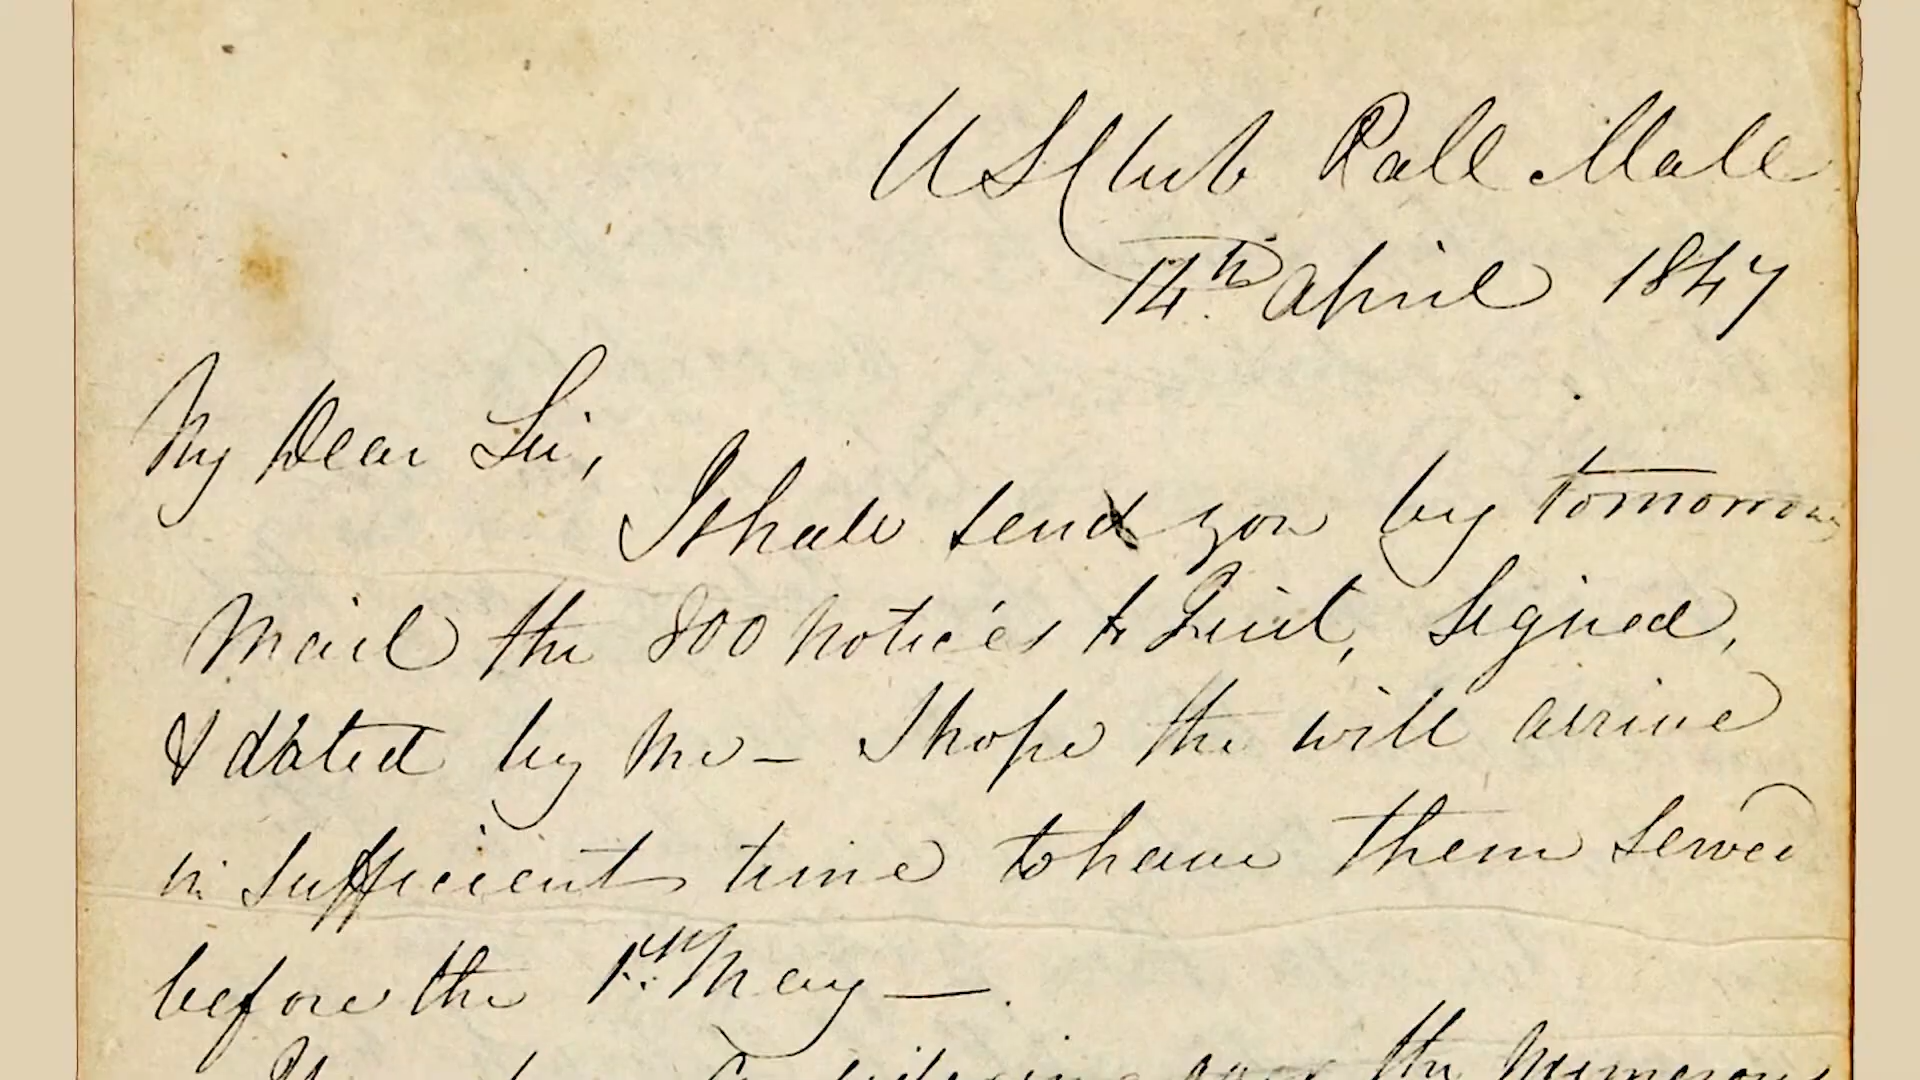 U S Club Pall Mall
14th April 1847
My Dear Sir,
I shall send you by tomorrow
Mail the 800 notices to Quit, Signed,
& dated by me – I hope the will arrive
in sufficient time to have them served
before the 1st May —.
the numerous